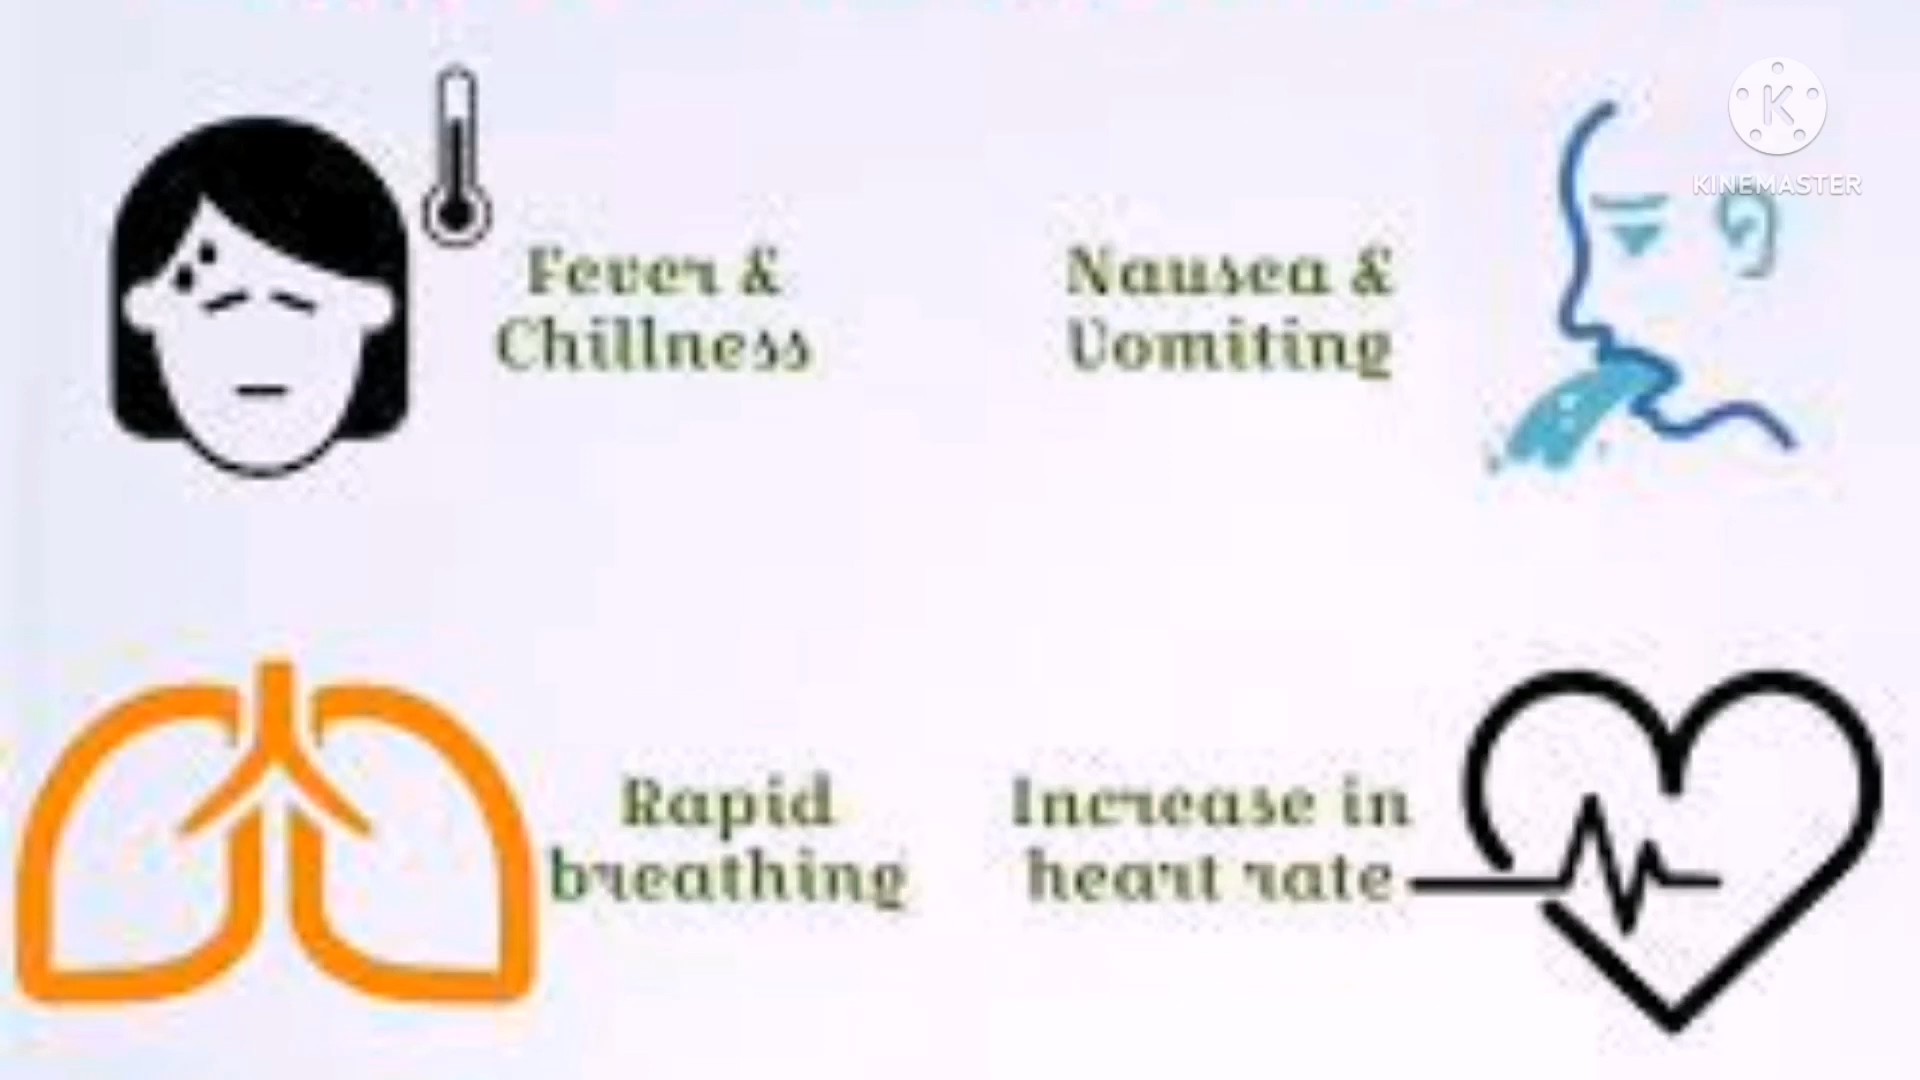 Fever &
Chillness
Nausea &
Vomiting
Rapid
breathing
Increase in
heart rate
K
KINEMASTER